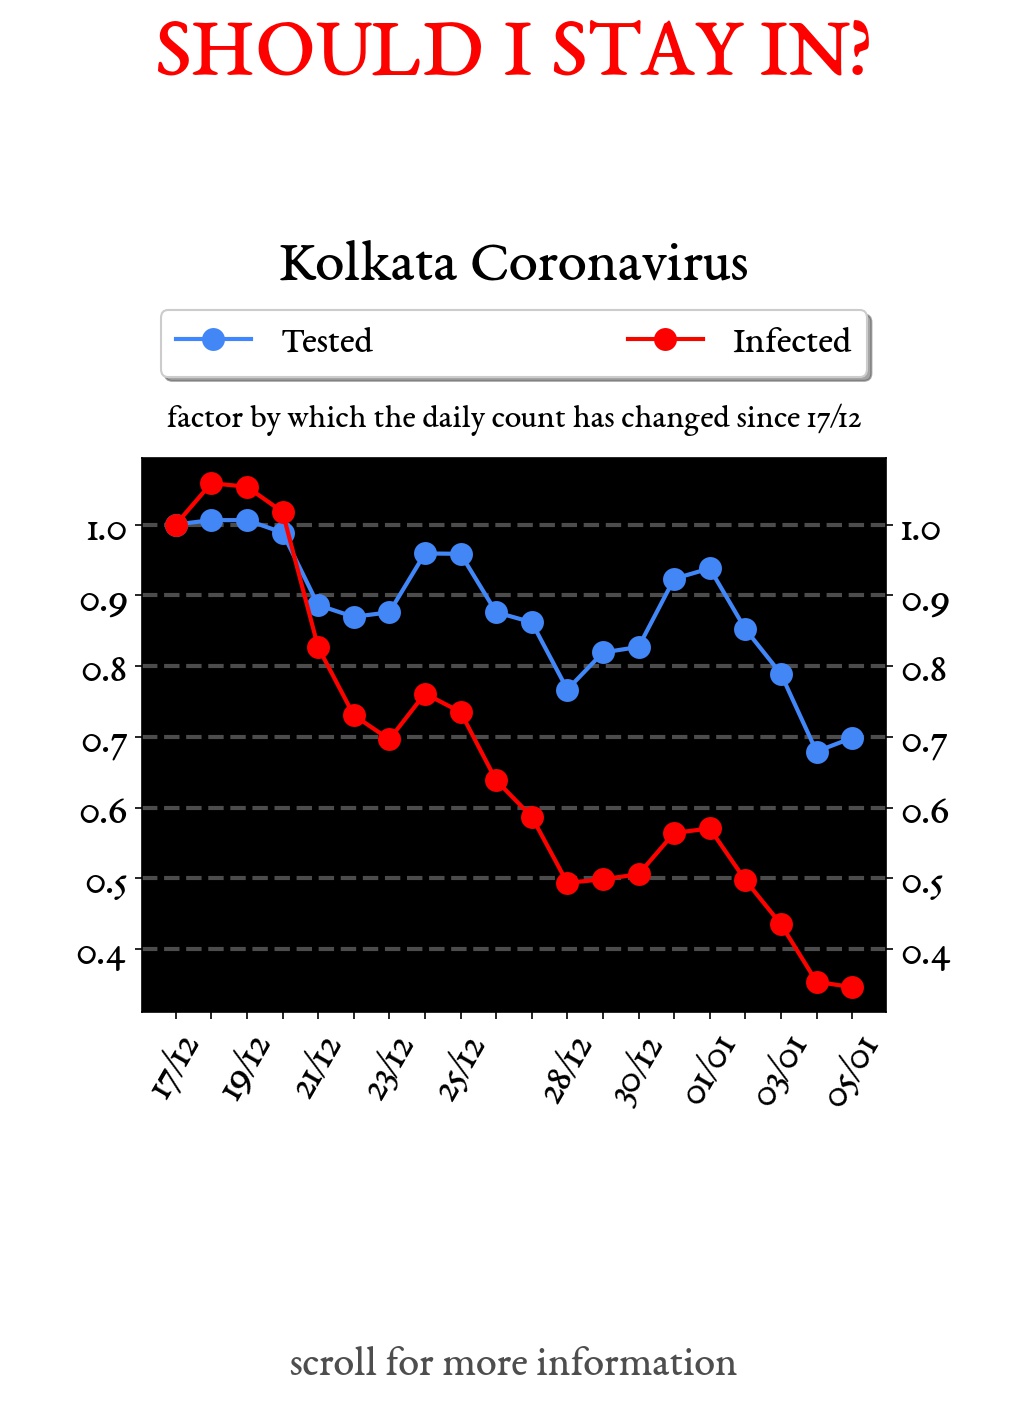 SHOULD I STAY IN?
Kolkata Coronavirus
Tested Infected
factor by which the daily count has changed since 17/12
1.0 1.0
0.9 0.9
0.8 0.8
0.7 0.7
0.6 0.6
0.5 0.5
0.4 0.4
17/12 19/12 21/12 23/12 25/12 28/12 30/12 01/01 03/01 05/01
scroll for more information